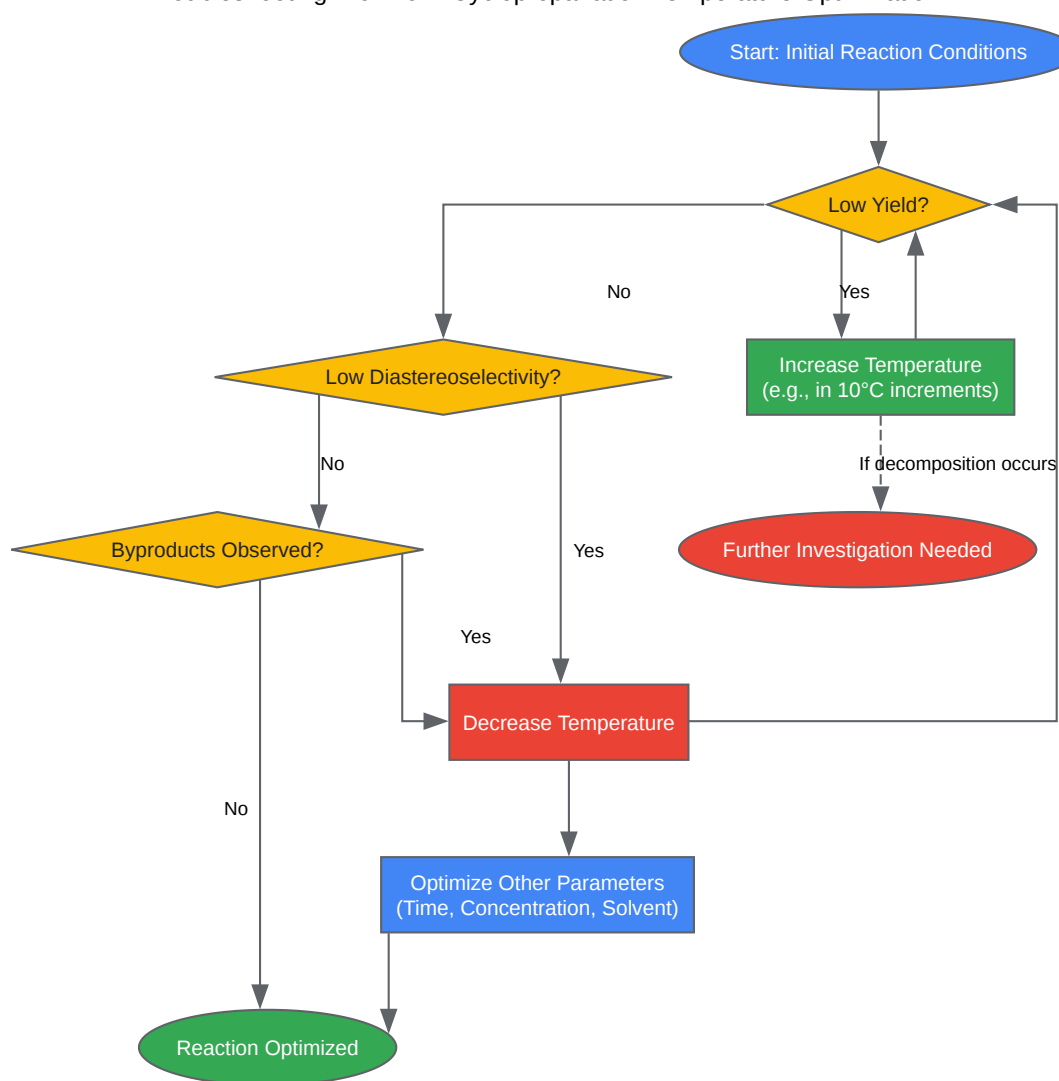 Start: Initial Reaction Conditions
Low Yield?
No
Yes
Low Diastereoselectivity?
Increase Temperature
(e.g., in 10°C increments)
No
If decomposition occurs
Byproducts Observed?
Yes
Further Investigation Needed
Yes
Decrease Temperature
No
Optimize Other Parameters
(Time, Concentration, Solvent)
Reaction Optimized